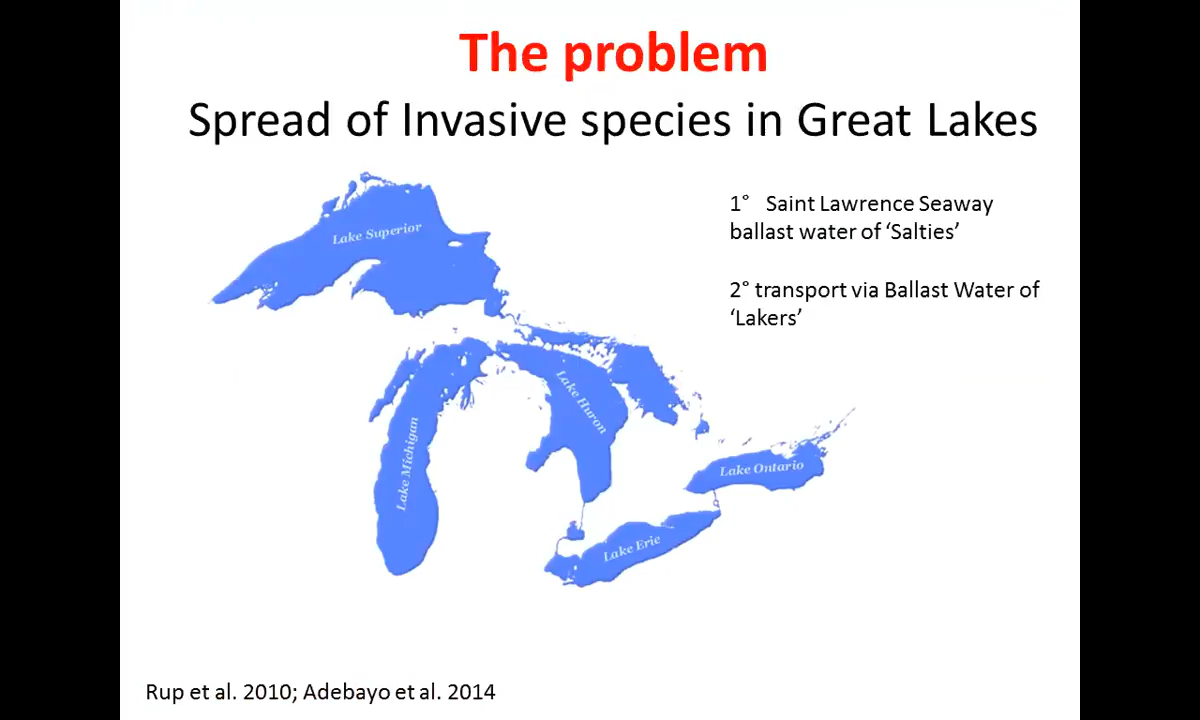 The problem
Spread of Invasive species in Great Lakes
1° Saint Lawrence Seaway
ballast water of ‘Salties’
2° transport via Ballast Water of
‘Lakers’
Lake Superior
Lake Huron
Lake Michigan
Lake Ontario
Lake Erie
Rup et al. 2010; Adebayo et al. 2014